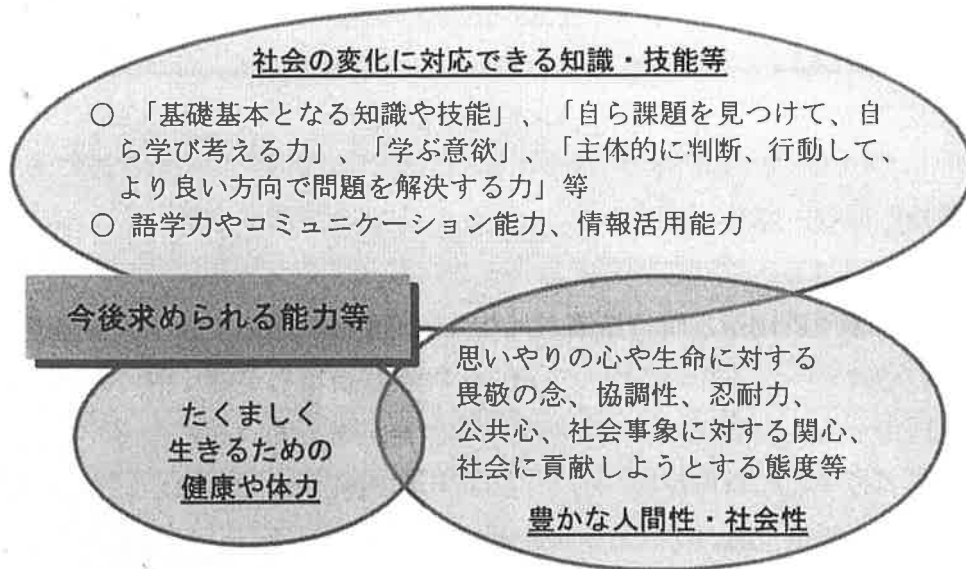 社会の変化に対応できる知識・技能等
○ 「基礎基本となる知識や技能」、「自ら課題を見つけて、自
ら学び考える力」、「学ぶ意欲」、「主体的に判断、行動して、
より良い方向で問題を解決する力」等
○ 語学力やコミュニケーション能力、情報活用能力
今後求められる能力等
たくましく
生きるための
健康や体力
思いやりの心や生命に対する
畏敬の念、協調性、忍耐力、
公共心、社会事象に対する関心、
社会に貢献しようとする態度等
豊かな人間性・社会性